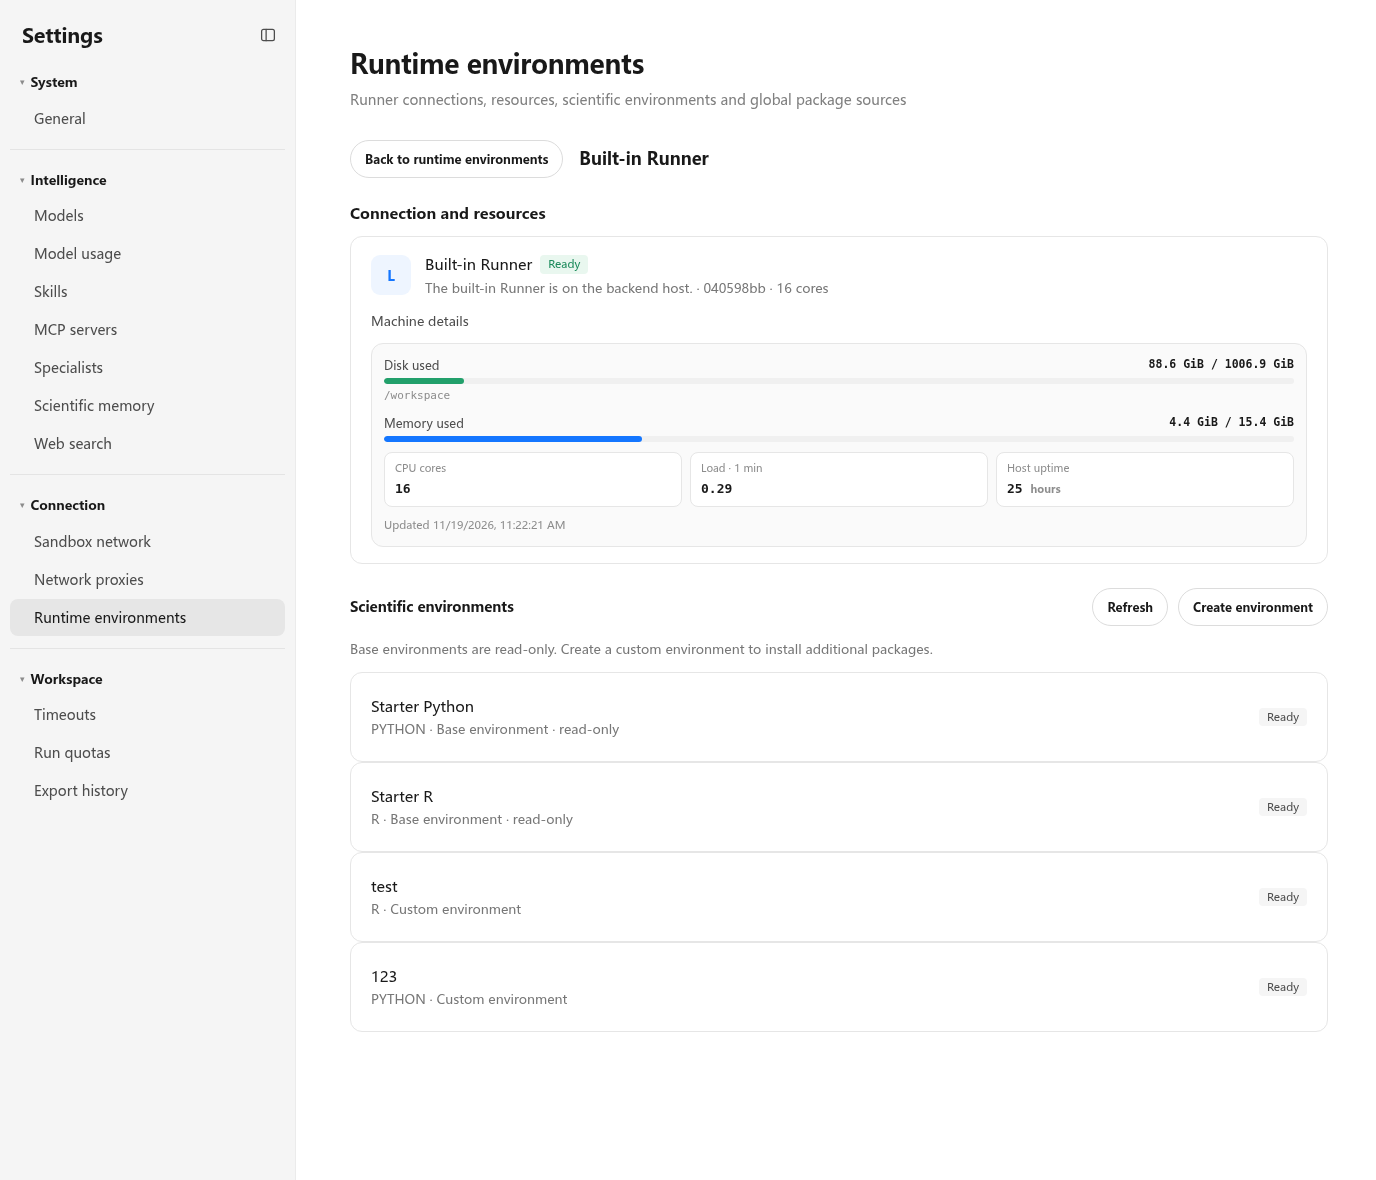 Settings
System
General
Intelligence
Models
Model usage
Skills
MCP servers
Specialists
Scientific memory
Web search
Connection
Sandbox network
Network proxies
Runtime environments
Workspace
Timeouts
Run quotas
Export history
Runtime environments
Runner connections, resources, scientific environments and global package sources
Back to runtime environments
Built-in Runner
Connection and resources
L
Built-in Runner Ready
The built-in Runner is on the backend host. · 040598bb · 16 cores
Machine details
Disk used 88.6 GiB / 1006.9 GiB
/workspace
Memory used 4.4 GiB / 15.4 GiB
CPU cores
16
Load · 1 min
0.29
Host uptime
25 hours
Updated 11/19/2026, 11:22:21 AM
Scientific environments
Refresh
Create environment
Base environments are read-only. Create a custom environment to install additional packages.
Starter Python
PYTHON · Base environment · read-only
Ready
Starter R
R · Base environment · read-only
Ready
test
R · Custom environment
Ready
123
PYTHON · Custom environment
Ready